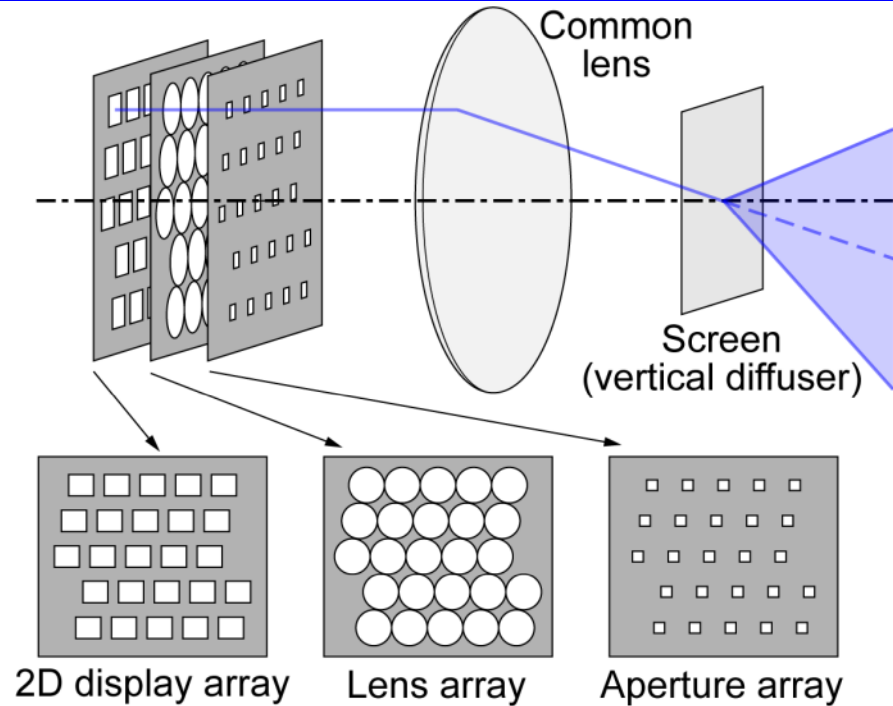 Common
lens
Screen
(vertical diffuser)
2D display array
Lens array
Aperture array